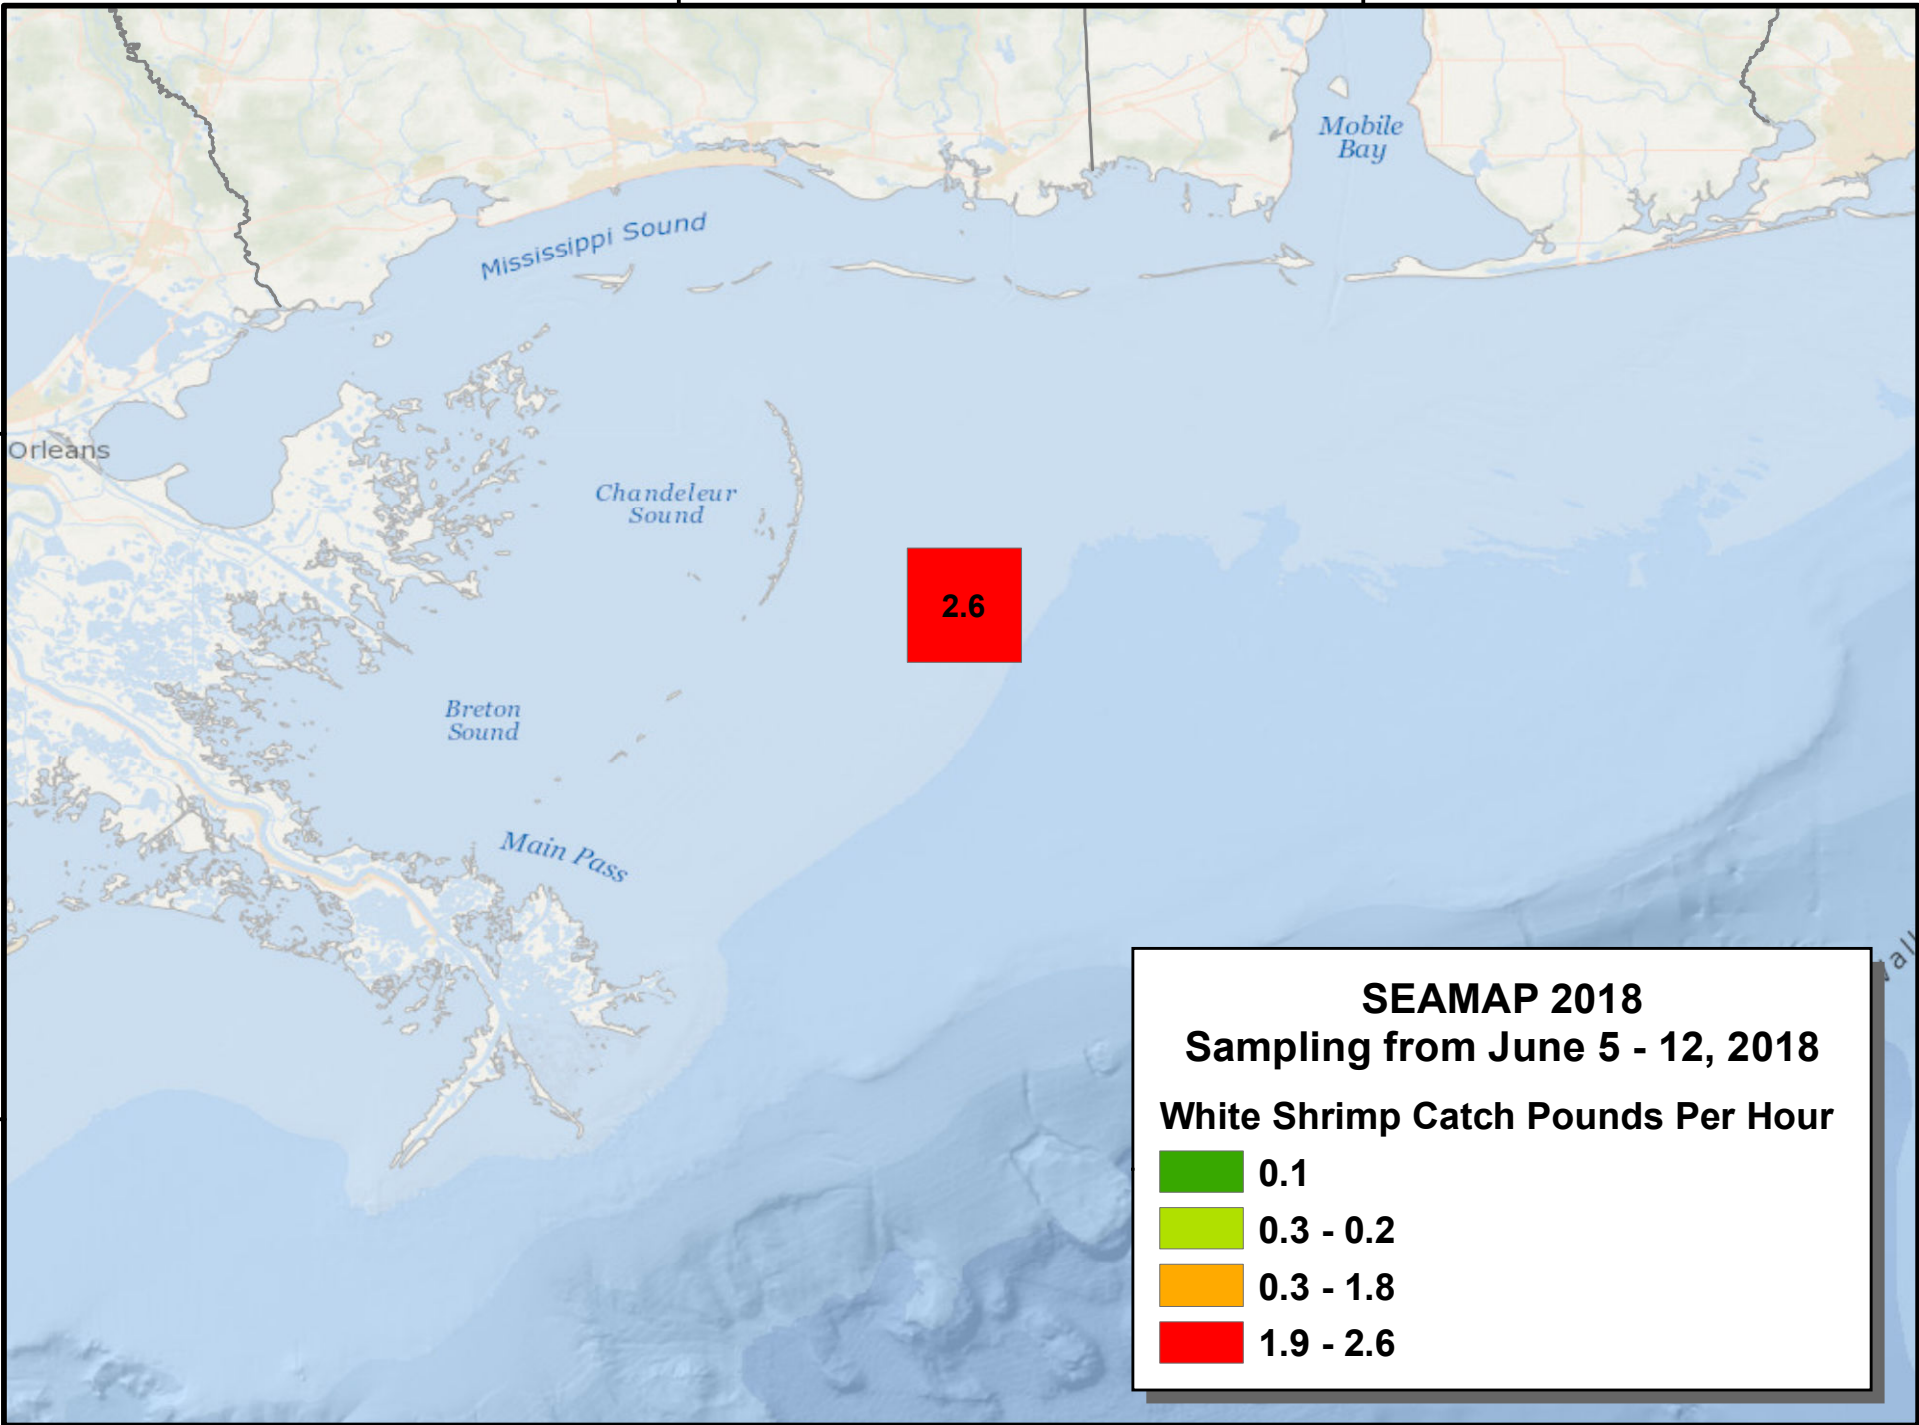 Mobile
Bay
Mississippi Sound
Orleans
Chandeleur
Sound
2.6
Breton
Sound
Main Pass
SEAMAP 2018
Sampling from June 5 - 12, 2018
White Shrimp Catch Pounds Per Hour
0.1
0.3 - 0.2
0.3 - 1.8
1.9 - 2.6